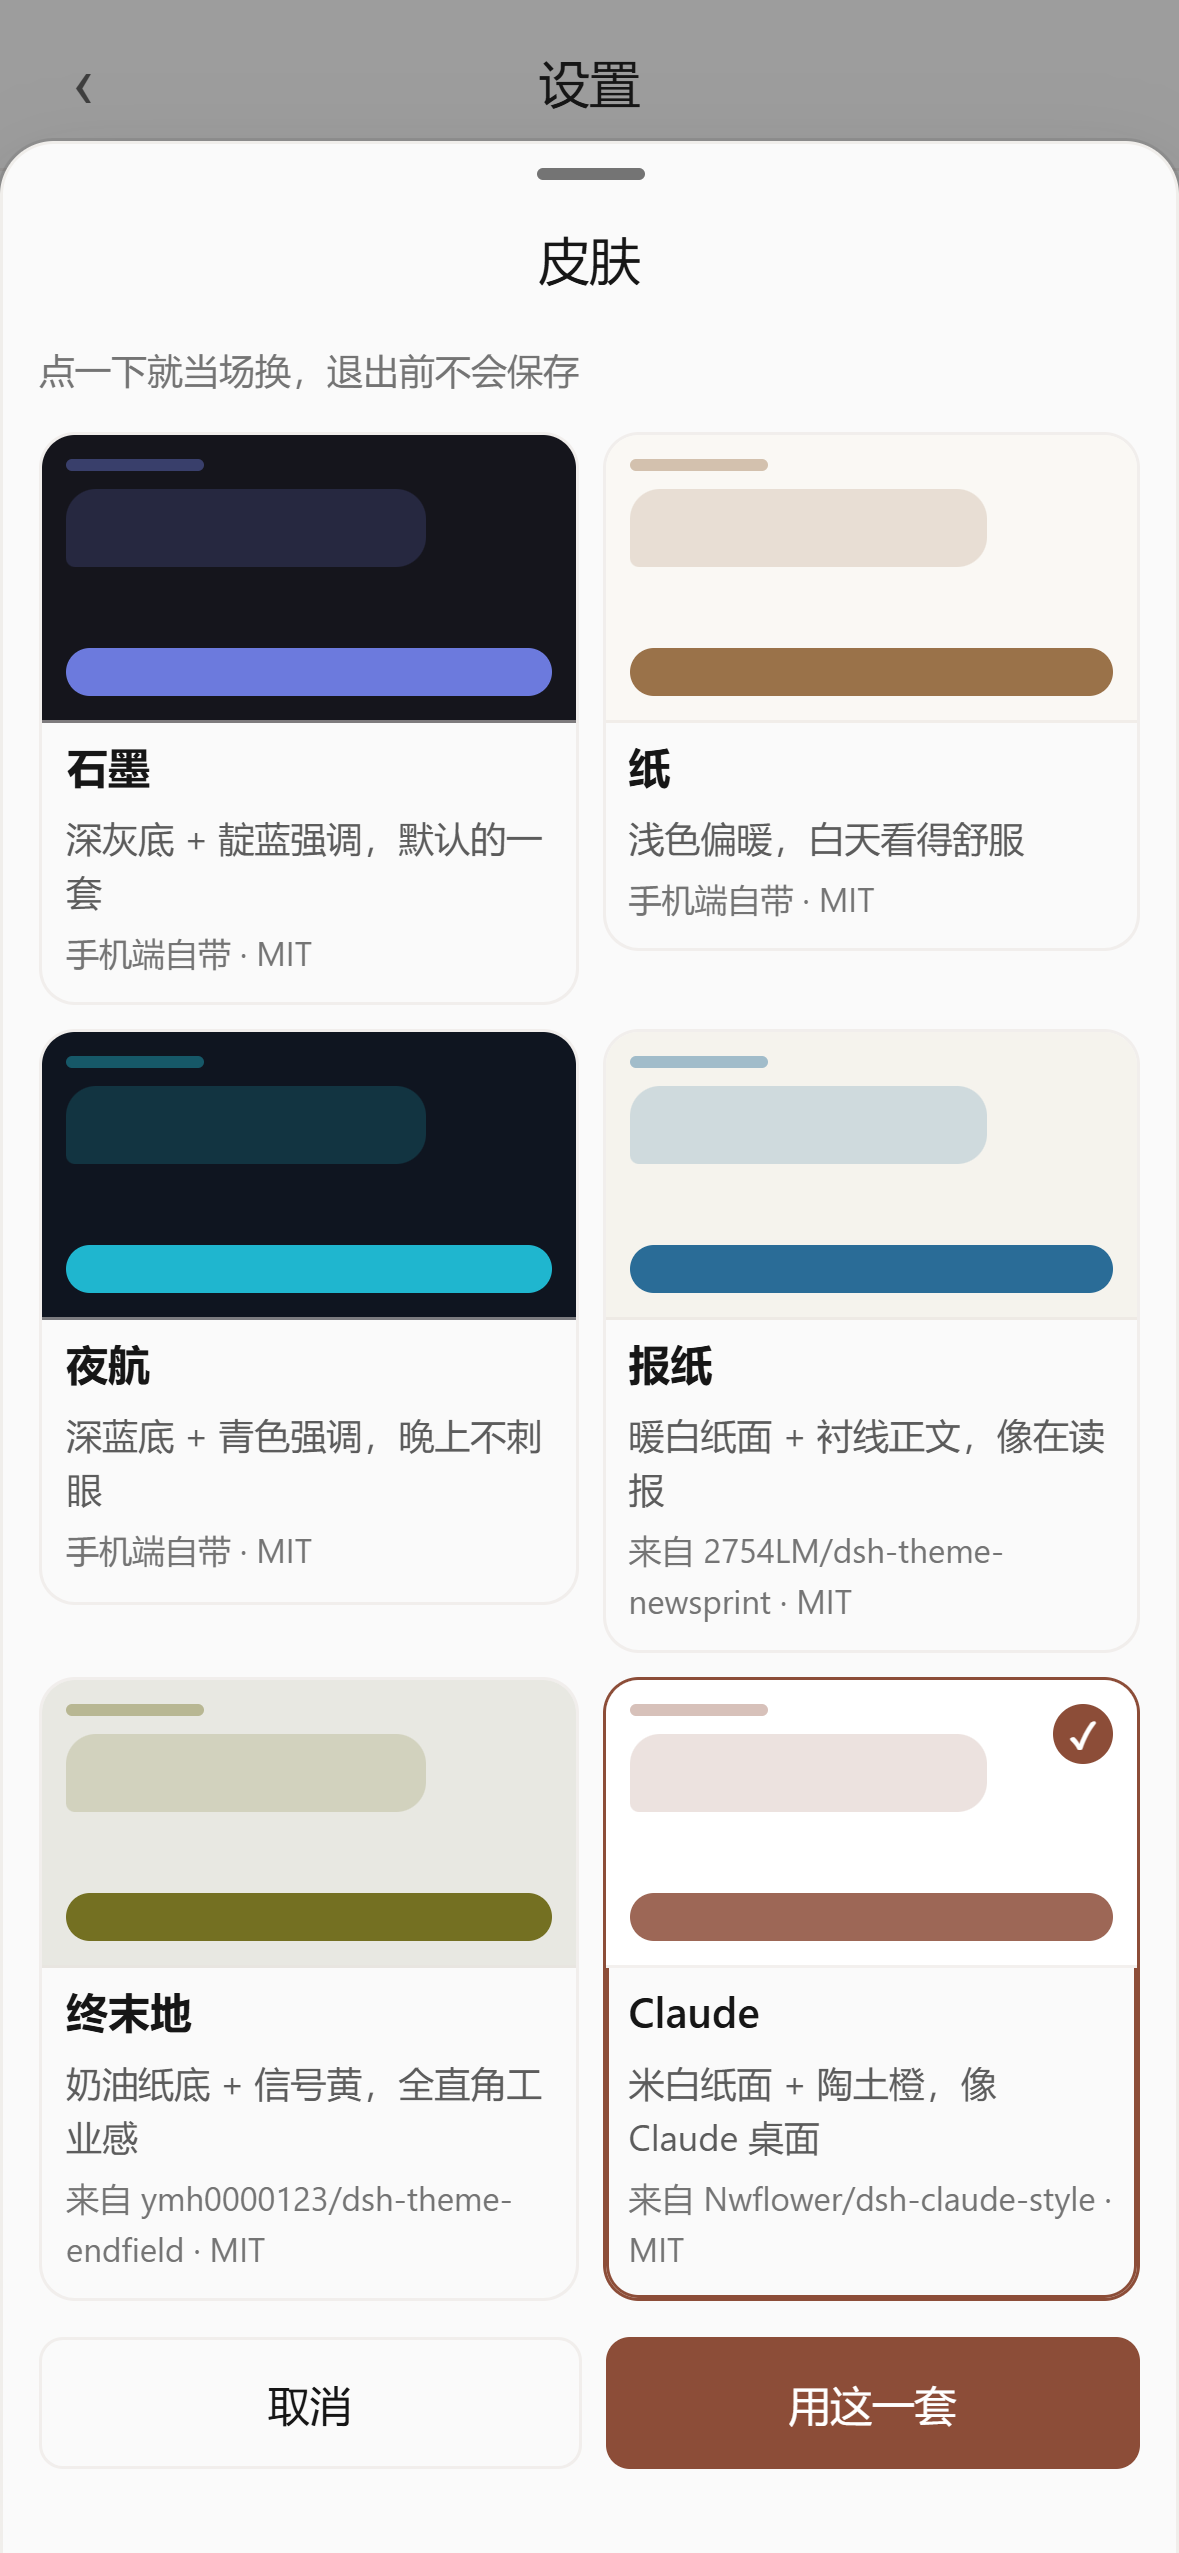 设置
皮肤
点一下就当场换，退出前不会保存
石墨
深灰底 + 靛蓝强调，默认的一
套
手机端自带 · MIT
纸
浅色偏暖，白天看得舒服
手机端自带 · MIT
夜航
深蓝底 + 青色强调，晚上不刺
眼
手机端自带 · MIT
报纸
暖白纸面 + 衬线正文，像在读
报
来自 2754LM/dsh-theme-
newsprint · MIT
终末地
奶油纸底 + 信号黄，全直角工
业感
来自 ymh0000123/dsh-theme-
endfield · MIT
Claude
米白纸面 + 陶土橙，像
Claude 桌面
来自 Nwflower/dsh-claude-style ·
MIT
取消
用这一套